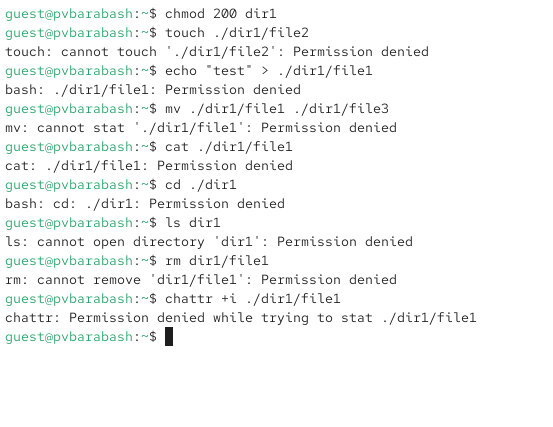 guest@pvbarabash:~$ chmod 200 dir1
guest@pvbarabash:~$ touch ./dir1/file2
touch: cannot touch './dir1/file2': Permission denied
guest@pvbarabash:~$ echo "test" > ./dir1/file1
bash: ./dir1/file1: Permission denied
guest@pvbarabash:~$ mv ./dir1/file1 ./dir1/file3
mv: cannot stat './dir1/file1': Permission denied
guest@pvbarabash:~$ cat ./dir1/file1
cat: ./dir1/file1: Permission denied
guest@pvbarabash:~$ cd ./dir1
bash: cd: ./dir1: Permission denied
guest@pvbarabash:~$ ls dir1
ls: cannot open directory 'dir1': Permission denied
guest@pvbarabash:~$ rm dir1/file1
rm: cannot remove 'dir1/file1': Permission denied
guest@pvbarabash:~$ chattr +i ./dir1/file1
chattr: Permission denied while trying to stat ./dir1/file1
guest@pvbarabash:~$